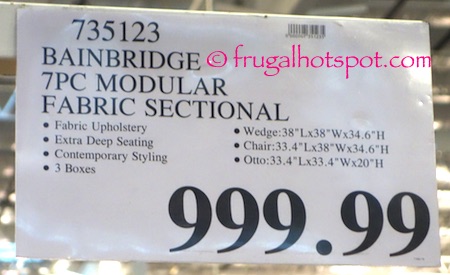 735123
BAINBRIDGE
© frugalhotspot.com
7PC MODULAR
FABRIC SECTIONAL
• Fabric Upholstery
• Extra Deep Seating
• Contemporary Styling
• 3 Boxes
• Wedge:38"Lx38"Wx34.6"H
• Chair:33.4"Lx38"Wx34.6"H
• Otto:33.4"Lx33.4"Wx20"H
999.99